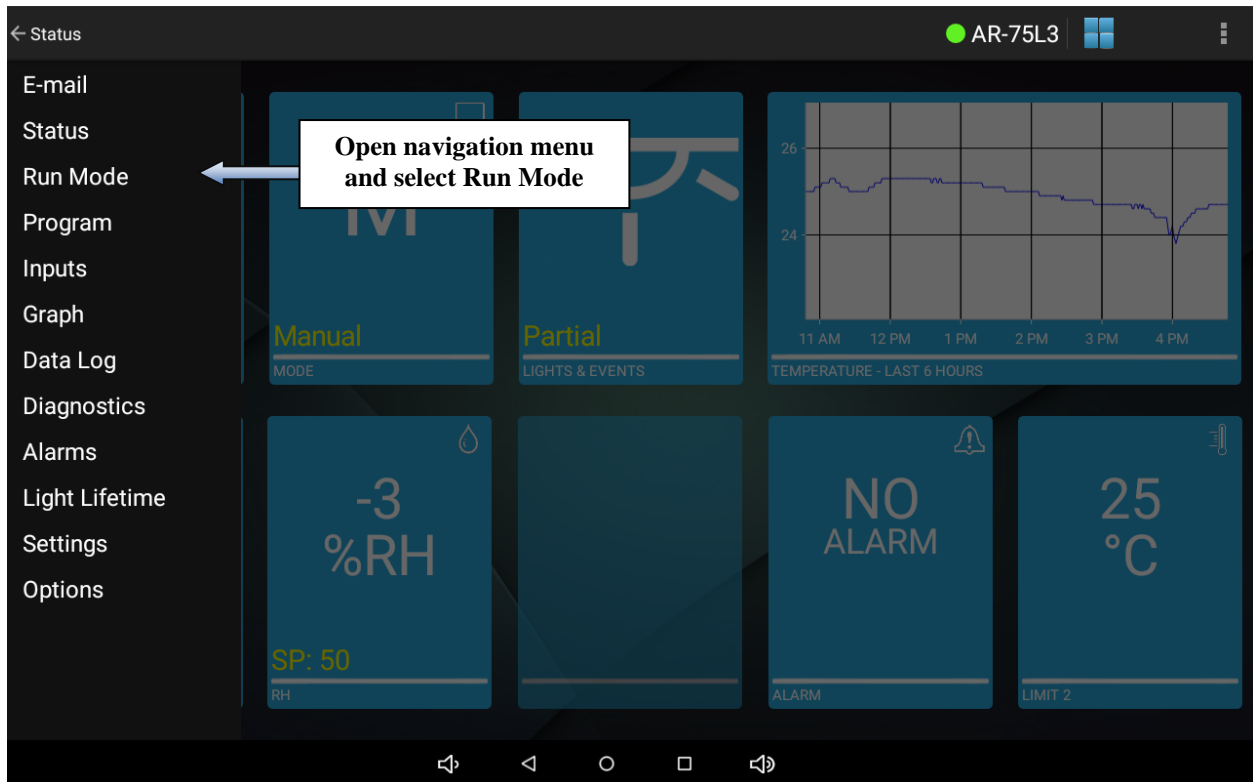 Status
AR-75L3
E-mail
Status
Run Mode
Program
Inputs
Graph
Data Log
Diagnostics
Alarms
Light Lifetime
Settings
Options
Open navigation menu
and select Run Mode
M
Manual
MODE
Partial
LIGHTS & EVENTS
26
24
11 AM 12 PM 1 PM 2 PM 3 PM 4 PM
TEMPERATURE - LAST 6 HOURS
-3
%RH
SP: 50
RH
NO
ALARM
ALARM
25
°C
LIMIT 2